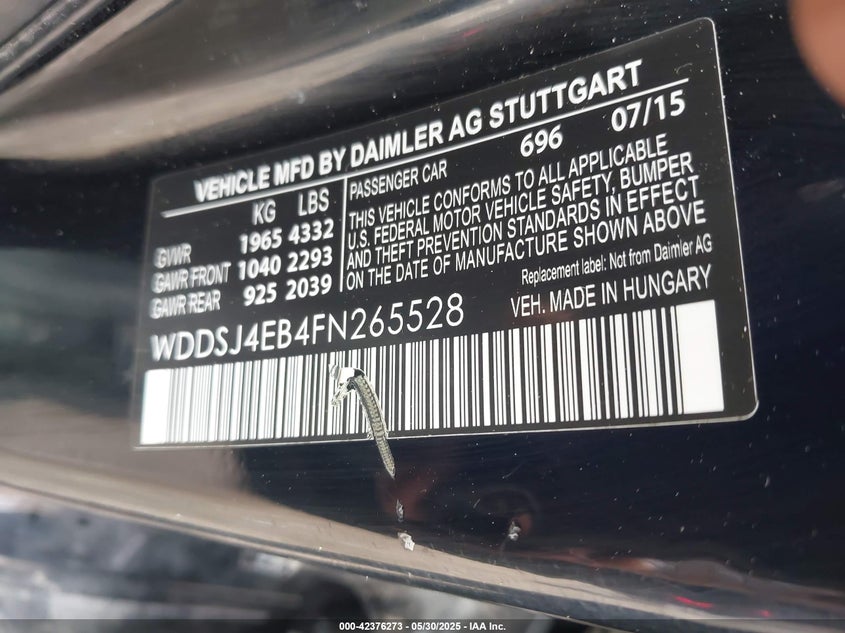 VEHICLE MFD BY DAIMLER AG STUTTGART
KG LBS
GVWR 1965 4332
GAWR FRONT 1040 2293
GAWR REAR 925 2039
PASSENGER CAR 696 07/15
THIS VEHICLE CONFORMS TO ALL APPLICABLE
U.S. FEDERAL MOTOR VEHICLE SAFETY, BUMPER
AND THEFT PREVENTION STANDARDS IN EFFECT
ON THE DATE OF MANUFACTURE SHOWN ABOVE
Replacement label: Not from Daimler AG
WDDSJ4EB4FN265528
VEH. MADE IN HUNGARY
000-42376273 - 05/30/2025 - IAA Inc.